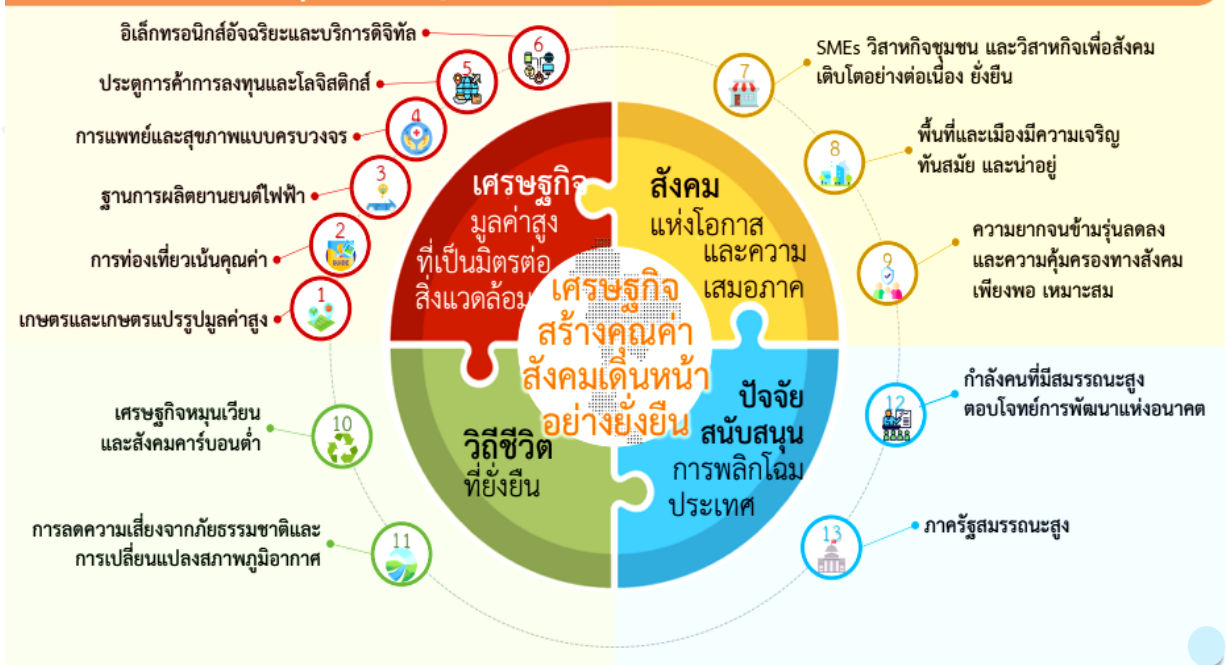 อิเล็กทรอนิกส์อัจฉริยะและบริการดิจิทัล
6
ประตูการค้าการลงทุนและโลจิสติกส์
5
การแพทย์และสุขภาพแบบครบวงจร
4
ฐานการผลิตยานยนต์ไฟฟ้า
3
การท่องเที่ยวเน้นคุณค่า
2
GUIDE
เกษตรและเกษตรแปรรูปมูลค่าสูง
1
เศรษฐกิจ
มูลค่าสูง
ที่เป็นมิตรต่อ
สิ่งแวดล้อม
สังคม
แห่งโอกาส
และความ
เสมอภาค
7
SMEs วิสาหกิจชุมชน และวิสาหกิจเพื่อสังคม
เติบโตอย่างต่อเนื่อง ยั่งยืน
8
พื้นที่และเมืองมีความเจริญ
ทันสมัย และน่าอยู่
9
ความยากจนข้ามรุ่นลดลง
และความคุ้มครองทางสังคม
เพียงพอ เหมาะสม
เศรษฐกิจ
สร้างคุณค่า
สังคมเดินหน้า
อย่างยั่งยืน
วิถีชีวิต
ที่ยั่งยืน
เศรษฐกิจหมุนเวียน
และสังคมคาร์บอนต่ำ
10
การลดความเสี่ยงจากภัยธรรมชาติและ
การเปลี่ยนแปลงสภาพภูมิอากาศ
11
ปัจจัย
สนับสนุน
การพลิกโฉม
ประเทศ
12
กำลังคนที่มีสมรรถนะสูง
ตอบโจทย์การพัฒนาแห่งอนาคต
13
ภาครัฐสมรรถนะสูง